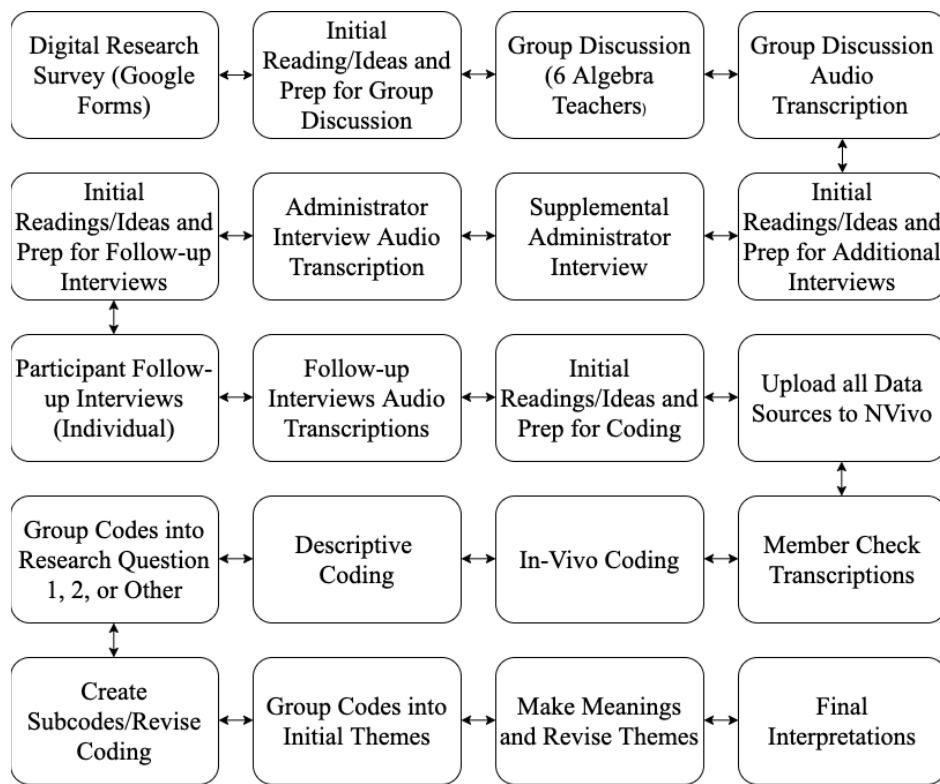 Digital Research
Survey (Google
Forms)
Initial
Reading/Ideas and
Prep for Group
Discussion
Group Discussion
(6 Algebra
Teachers)
Group Discussion
Audio
Transcription
Initial
Readings/Ideas and
Prep for Follow-up
Interviews
Administrator
Interview Audio
Transcription
Supplemental
Administrator
Interview
Initial
Readings/Ideas and
Prep for Additional
Interviews
Participant Follow-
up Interviews
(Individual)
Follow-up
Interviews Audio
Transcriptions
Initial
Readings/Ideas and
Prep for Coding
Upload all Data
Sources to NVivo
Group Codes into
Research Question
1, 2, or Other
Descriptive
Coding
In-Vivo Coding
Member Check
Transcriptions
Create
Subcodes/Revise
Coding
Group Codes into
Initial Themes
Make Meanings
and Revise Themes
Final
Interpretations